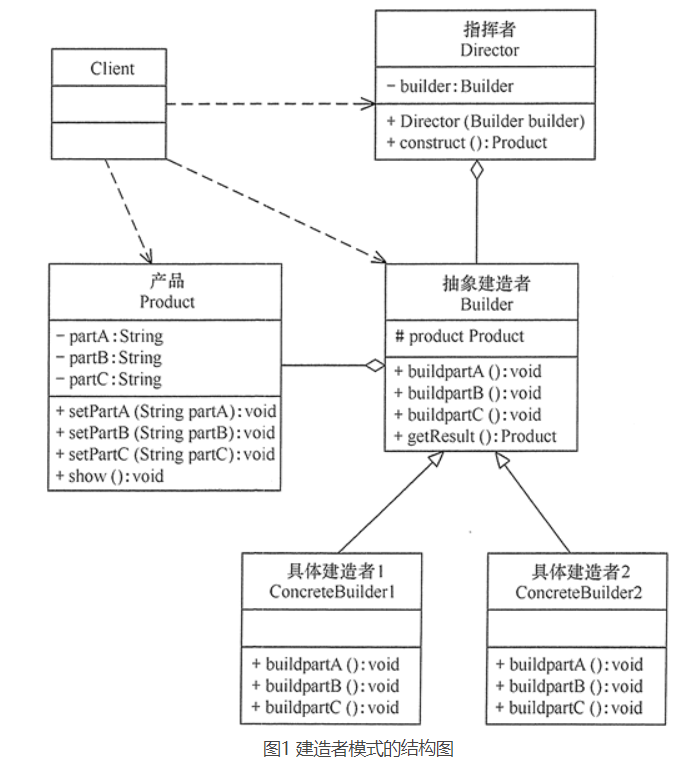 Client
指挥者
Director
- builder:Builder
+ Director(Builder builder)
+ construct():Product
产品
Product
- partA:String
- partB:String
- partC:String
+ setPartA(String partA):void
+ setPartB(String partB):void
+ setPartC(String partC):void
+ show():void
抽象建造者
Builder
# product Product
+ buildpartA():void
+ buildpartB():void
+ buildpartC():void
+ getResult():Product
具体建造者1
ConcreteBuilder1
+ buildpartA():void
+ buildpartB():void
+ buildpartC():void
具体建造者2
ConcreteBuilder2
+ buildpartA():void
+ buildpartB():void
+ buildpartC():void
图1 建造者模式的结构图